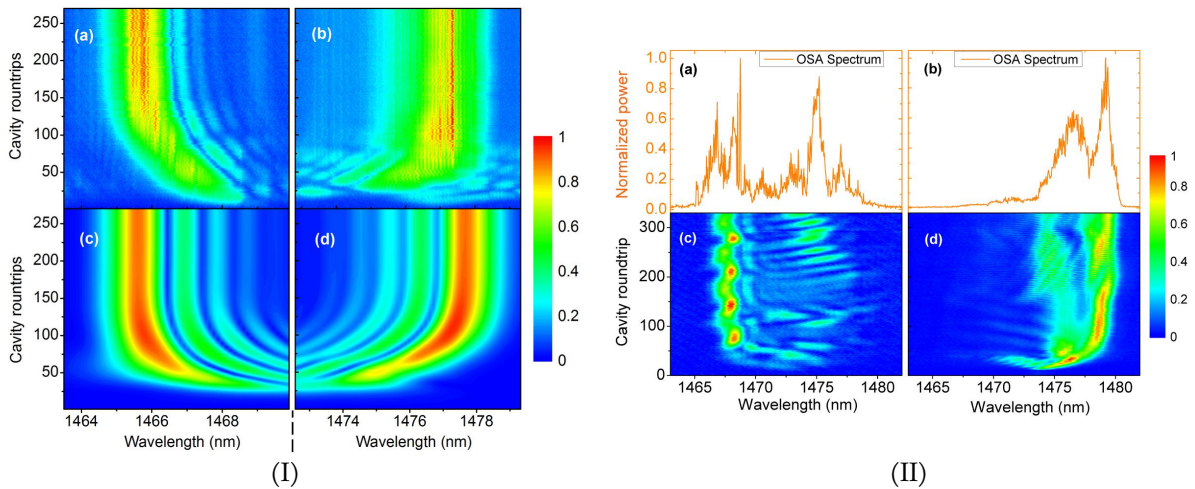 250
(a)
(b)
200
150
100
50
0
Cavity rountrips
1
0.8
0.6
0.4
0.2
0
250
(c)
(d)
200
150
100
50
Cavity rountrips
1464 1466 1468 1474 1476 1478
Wavelength (nm) Wavelength (nm)
(I)
(a) OSA Spectrum
(b) OSA Spectrum
1.0
0.8
0.6
0.4
0.2
0.0
Normalized power
(c)
(d)
300
200
100
0
Cavity roundtrip
1
0.8
0.6
0.4
0.2
0
1465 1470 1475 1480 1465 1470 1475 1480
Wavelength (nm) Wavelength (nm)
(II)